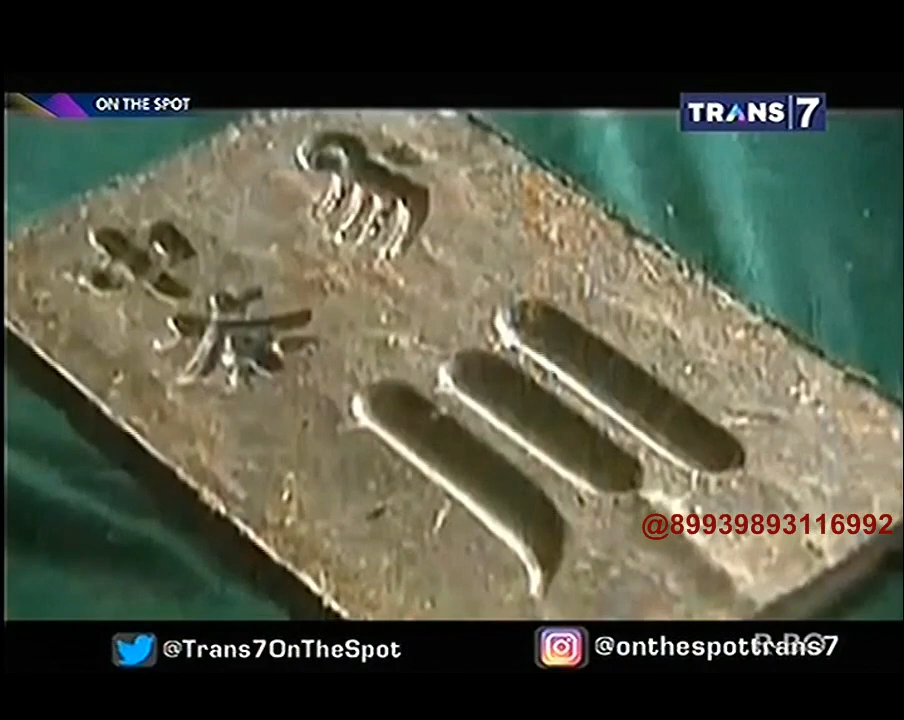 ON THE SPOT
TRANS|7
@89939893116992
@Trans7OnTheSpot
@onthespottrans7